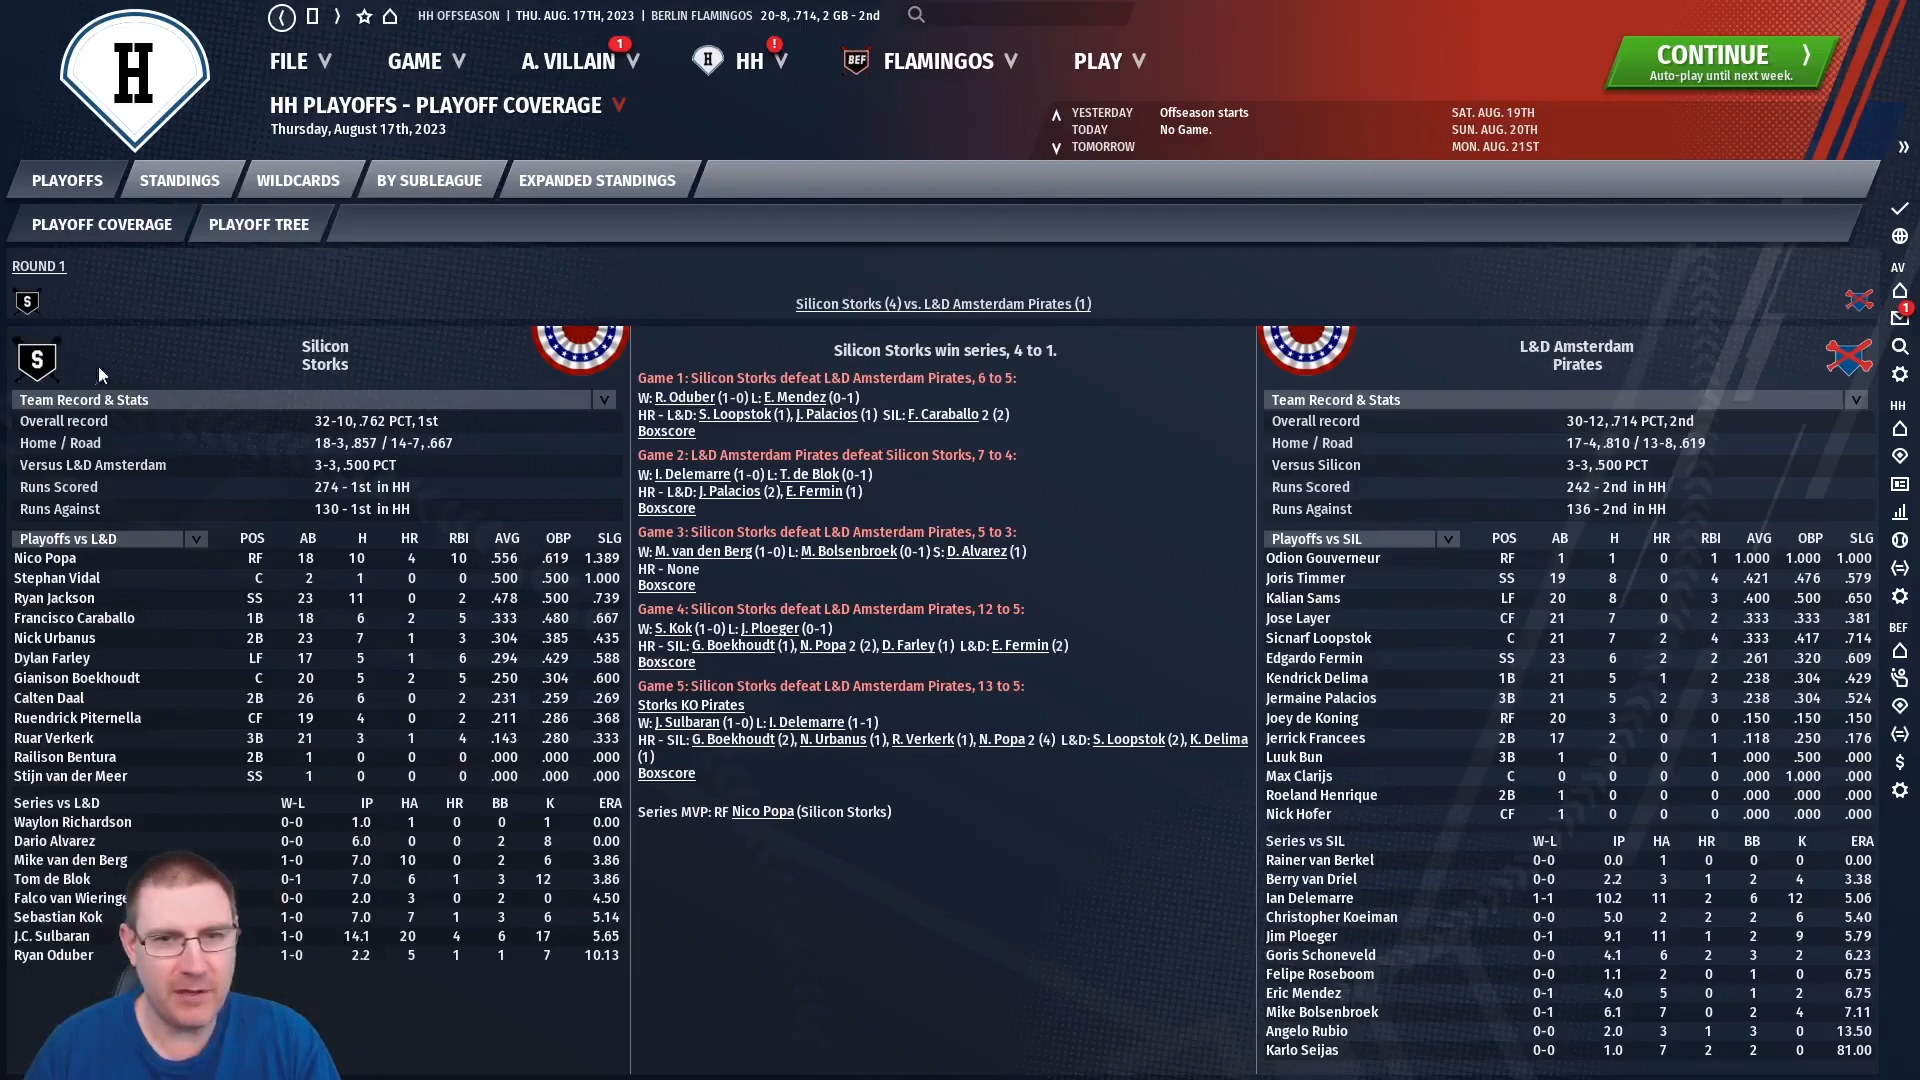 HH OFFSEASON | THU. AUG. 17TH, 2023 | BERLIN FLAMINGOS 20-8, .714, 2 GB - 2nd
FILE GAME A. VILLAIN 1 H HH ! BEF FLAMINGOS PLAY
CONTINUE
Auto-play until next week.
H
HH PLAYOFFS - PLAYOFF COVERAGE
Thursday, August 17th, 2023
YESTERDAY Offseason starts SAT. AUG. 19TH
TODAY No Game. SUN. AUG. 20TH
TOMORROW MON. AUG. 21ST
PLAYOFFS STANDINGS WILDCARDS BY SUBLEAGUE EXPANDED STANDINGS
PLAYOFF COVERAGE PLAYOFF TREE
ROUND 1
S Silicon Storks (4) vs. L&D Amsterdam Pirates (1)
S
Silicon
Storks
Team Record & Stats
Overall record 32-10, .762 PCT, 1st
Home / Road 18-3, .857 / 14-7, .667
Versus L&D Amsterdam 3-3, .500 PCT
Runs Scored 274 - 1st in HH
Runs Against 130 - 1st in HH
Playoffs vs L&D POS AB H HR RBI AVG OBP SLG
Nico Popa RF 18 10 4 10 .556 .619 1.389
Stephan Vidal C 2 1 0 0 .500 .500 1.000
Ryan Jackson SS 23 11 0 2 .478 .500 .739
Francisco Caraballo 1B 18 6 2 5 .333 .480 .667
Nick Urbanus 2B 23 7 1 3 .304 .385 .435
Dylan Farley LF 17 5 1 6 .294 .429 .588
Gianison Boekhoudt C 20 5 2 5 .250 .304 .600
Calten Daal 2B 26 6 0 2 .231 .259 .269
Ruendrick Piternella CF 19 4 0 2 .211 .286 .368
Ruar Verkerk 3B 21 3 1 4 .143 .280 .333
Railison Bentura 2B 1 0 0 0 .000 .000 .000
Stijn van der Meer SS 1 0 0 0 .000 .000 .000
Series vs L&D W-L IP HA HR BB K ERA
Waylon Richardson 0-0 1.0 1 0 0 1 0.00
Dario Alvarez 0-0 6.0 0 0 2 8 0.00
Mike van den Berg 1-0 7.0 10 0 2 6 3.86
Tom de Blok 0-1 7.0 6 1 3 12 3.86
Falco van Wieringe 0-0 2.0 3 0 2 0 4.50
Sebastian Kok 1-0 7.0 7 1 3 6 5.14
J.C. Sulbaran 1-0 14.1 20 4 6 17 5.65
Ryan Oduber 1-0 2.2 5 1 1 7 10.13
Silicon Storks win series, 4 to 1.
Game 1: Silicon Storks defeat L&D Amsterdam Pirates, 6 to 5:
W: R. Oduber (1-0) L: E. Mendez (0-1)
HR - L&D: S. Loopstok (1), J. Palacios (1) SIL: F. Caraballo 2 (2)
Boxscore
Game 2: L&D Amsterdam Pirates defeat Silicon Storks, 7 to 4:
W: I. Delemarre (1-0) L: T. de Blok (0-1)
HR - L&D: J. Palacios (2), E. Fermin (1)
Boxscore
Game 3: Silicon Storks defeat L&D Amsterdam Pirates, 5 to 3:
W: M. van den Berg (1-0) L: M. Bolsenbroek (0-1) S: D. Alvarez (1)
HR - None
Boxscore
Game 4: Silicon Storks defeat L&D Amsterdam Pirates, 12 to 5:
W: S. Kok (1-0) L: J. Ploeger (0-1)
HR - SIL: G. Boekhoudt (1), N. Popa 2 (2), D. Farley (1) L&D: E. Fermin (2)
Boxscore
Game 5: Silicon Storks defeat L&D Amsterdam Pirates, 13 to 5:
Storks KO Pirates
W: J. Sulbaran (1-0) L: I. Delemarre (1-1)
HR - SIL: G. Boekhoudt (2), N. Urbanus (1), R. Verkerk (1), N. Popa 2 (4) L&D: S. Loopstok (2), K. Delima
(1)
Boxscore
Series MVP: RF Nico Popa (Silicon Storks)
L&D Amsterdam
Pirates
Team Record & Stats
Overall record 30-12, .714 PCT, 2nd
Home / Road 17-4, .810 / 13-8, .619
Versus Silicon 3-3, .500 PCT
Runs Scored 242 - 2nd in HH
Runs Against 136 - 2nd in HH
Playoffs vs SIL POS AB H HR RBI AVG OBP SLG
Odion Gouverneur RF 1 1 0 1 1.000 1.000 1.000
Joris Timmer SS 19 8 0 4 .421 .476 .579
Kalian Sams LF 20 8 0 3 .400 .500 .650
Jose Layer CF 21 7 0 2 .333 .333 .381
Sicnarf Loopstok C 21 7 2 4 .333 .417 .714
Edgardo Fermin SS 23 6 2 2 .261 .320 .609
Kendrick Delima 1B 21 5 1 2 .238 .304 .429
Jermaine Palacios 3B 21 5 2 3 .238 .304 .524
Joey de Koning RF 20 3 0 0 .150 .150 .150
Jerrick Francees 2B 17 2 0 1 .118 .250 .176
Luuk Bun 3B 1 0 0 1 .000 .500 .000
Max Clarijs C 0 0 0 0 .000 1.000 .000
Roeland Henrique 2B 1 0 0 0 .000 .000 .000
Nick Hofer CF 1 0 0 0 .000 .000 .000
Series vs SIL W-L IP HA HR BB K ERA
Rainer van Berkel 0-0 0.0 1 0 0 0 0.00
Berry van Driel 0-0 2.2 3 1 2 4 3.38
Ian Delemarre 1-1 10.2 11 2 6 12 5.06
Christopher Koeiman 0-0 5.0 2 2 2 6 5.40
Jim Ploeger 0-1 9.1 11 1 2 9 5.79
Goris Schoneveld 0-0 4.1 6 2 3 2 6.23
Felipe Roseboom 0-0 1.1 2 0 1 0 6.75
Eric Mendez 0-1 4.0 5 0 1 2 6.75
Mike Bolsenbroek 0-1 6.1 7 0 2 4 7.11
Angelo Rubio 0-0 2.0 3 1 3 0 13.50
Karlo Seijas 0-0 1.0 7 2 2 0 81.00
AV
1
HH
BEF
$